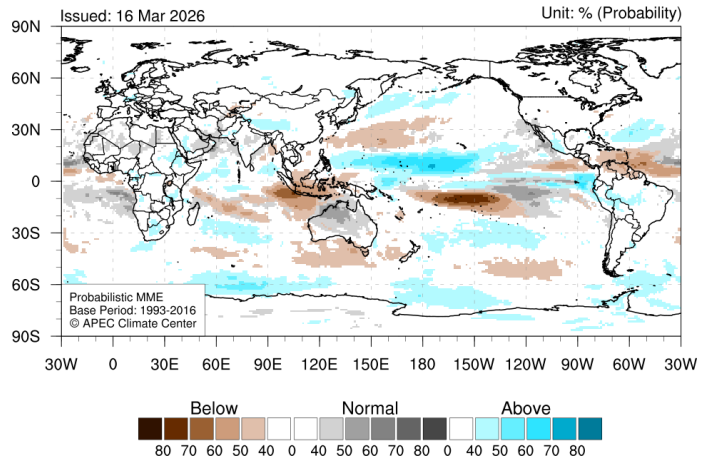 Issued: 16 Mar 2026
Unit: % (Probability)
90N
60N
30N
0
30S
60S
90S
Probabilistic MME
Base Period: 1993-2016
© APEC Climate Center
30W 0 30E 60E 90E 120E 150E 180 150W 120W 90W 60W 30W
Below Normal Above
80 70 60 50 40 0 40 50 60 70 80 0 40 50 60 70 80